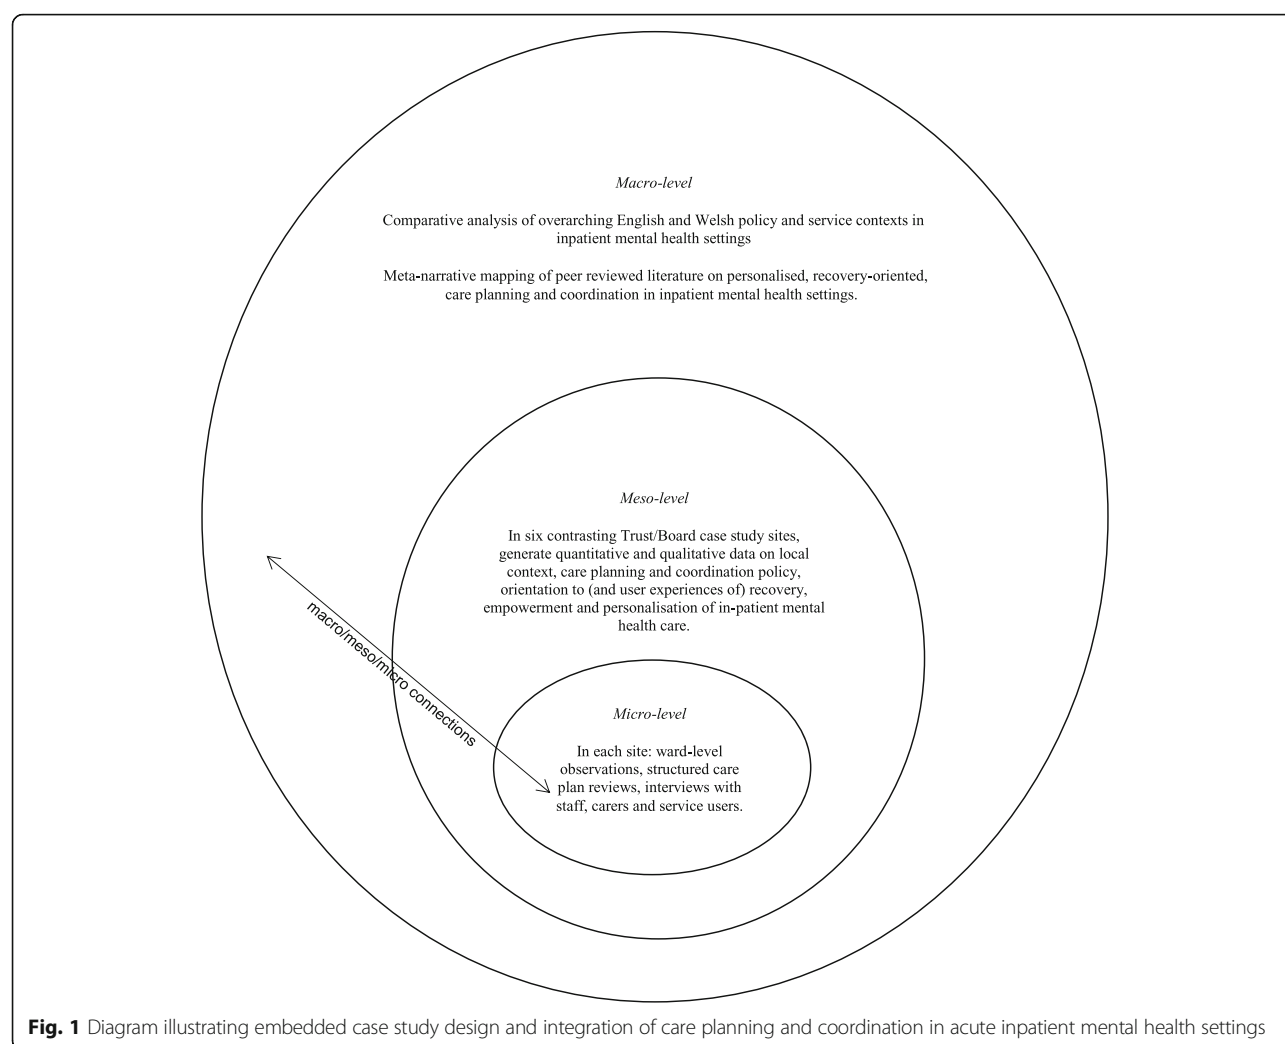 Macro-level
Comparative analysis of overarching English and Welsh policy and service contexts in
inpatient mental health settings
Meta-narrative mapping of peer reviewed literature on personalised, recovery-oriented,
care planning and coordination in inpatient mental health settings.
Meso-level
In six contrasting Trust/Board case study sites,
generate quantitative and qualitative data on local
context, care planning and coordination policy,
orientation to (and user experiences of) recovery,
empowerment and personalisation of in-patient mental
health care.
macro/meso/micro connections
Micro-level
In each site: ward-level
observations, structured care
plan reviews, interviews with
staff, carers and service users.
Fig. 1 Diagram illustrating embedded case study design and integration of care planning and coordination in acute inpatient mental health settings